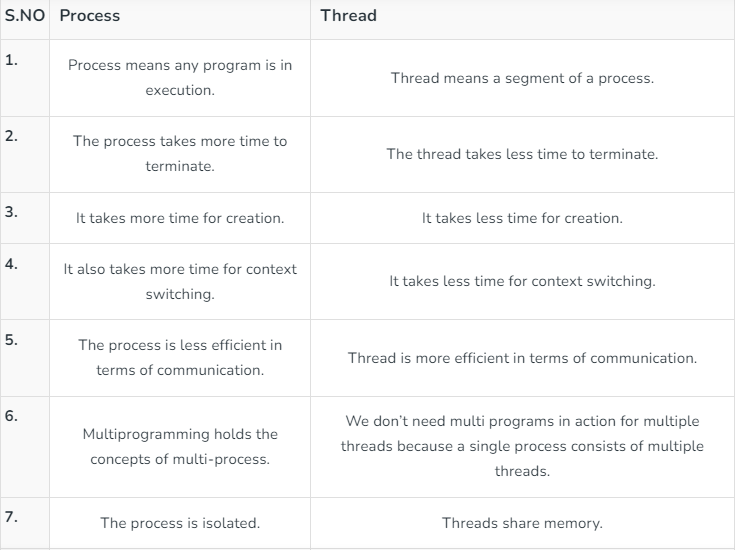 S.NO Process Thread
1.
Process means any program is in
execution.
Thread means a segment of a process.
2.
The process takes more time to
terminate.
The thread takes less time to terminate.
3.
It takes more time for creation.
It takes less time for creation.
4.
It also takes more time for context
switching.
It takes less time for context switching.
5.
The process is less efficient in
terms of communication.
Thread is more efficient in terms of communication.
6.
Multiprogramming holds the
concepts of multi-process.
We don’t need multi programs in action for multiple
threads because a single process consists of multiple
threads.
7.
The process is isolated.
Threads share memory.